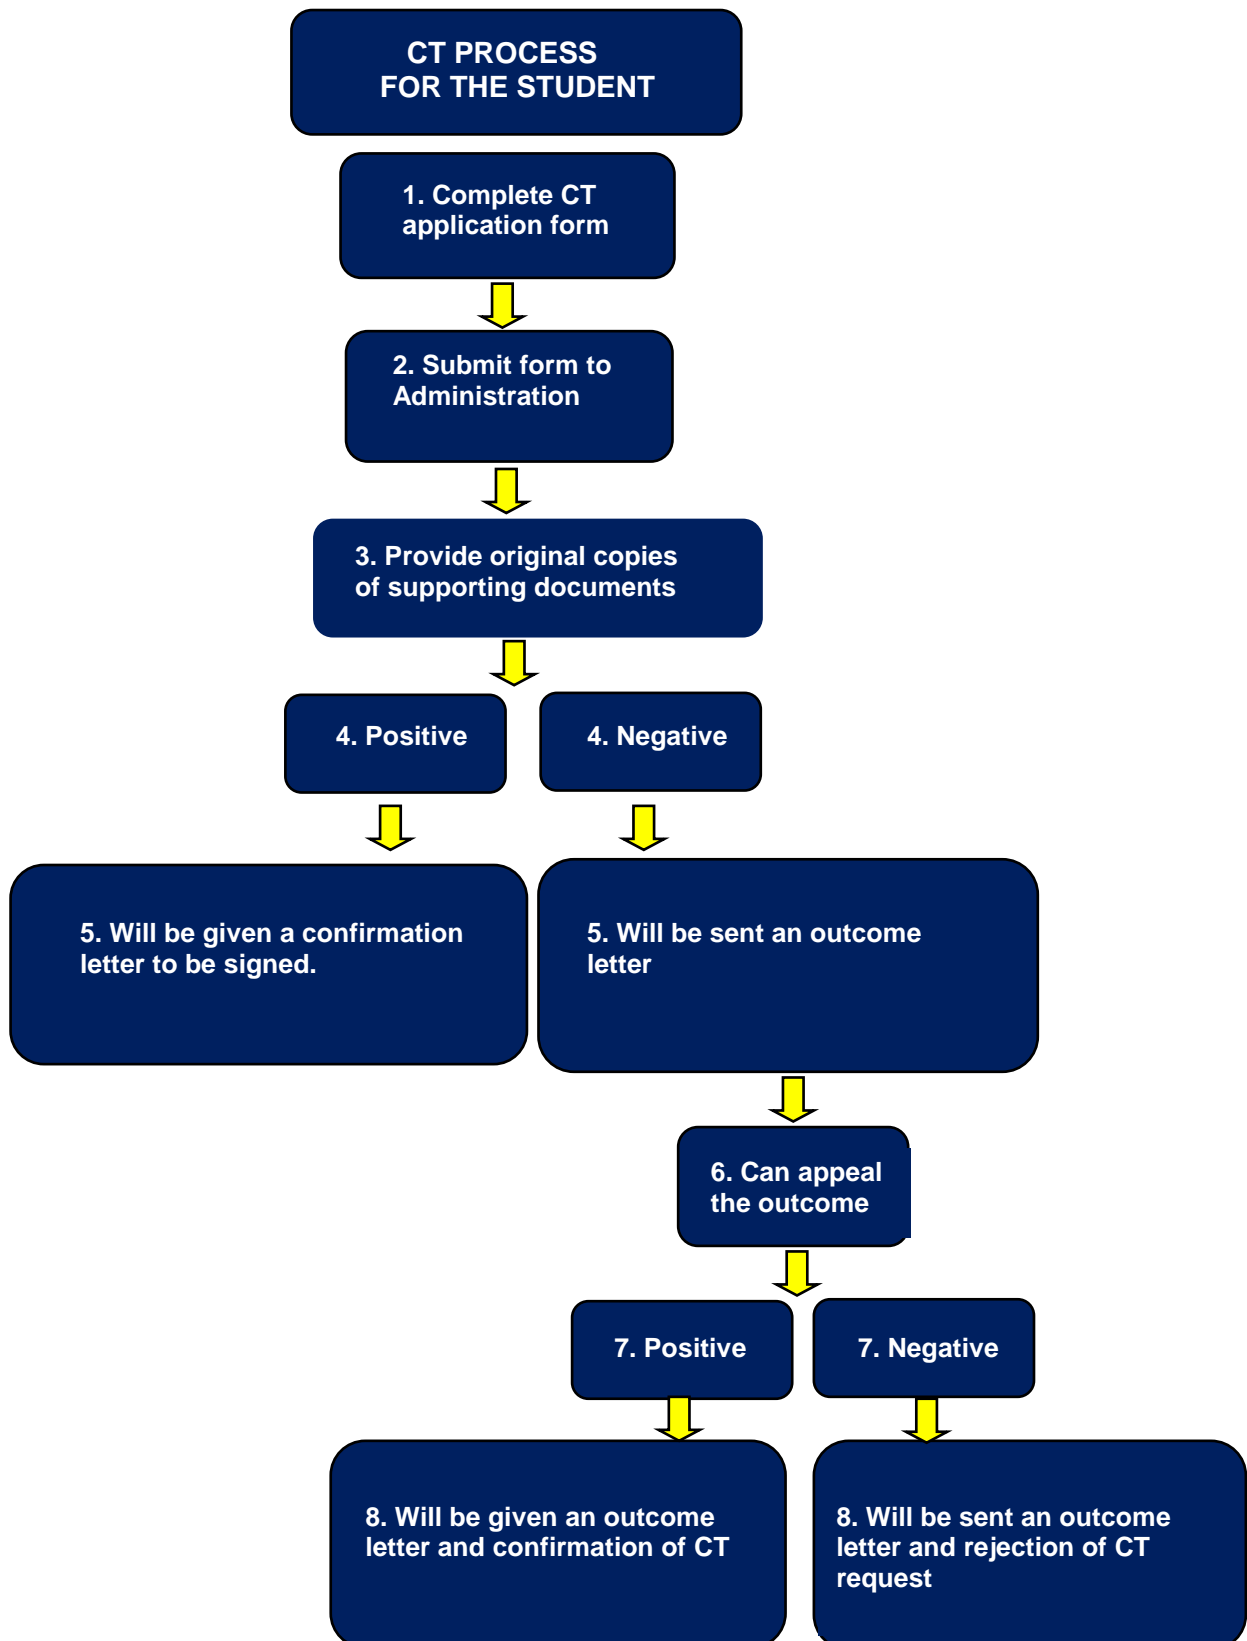 CT PROCESS
FOR THE STUDENT
1. Complete CT
application form
2. Submit form to
Administration
3. Provide original copies
of supporting documents
4. Positive
4. Negative
5. Will be given a confirmation
letter to be signed.
5. Will be sent an outcome
letter
6. Can appeal
the outcome
7. Positive
7. Negative
8. Will be given an outcome
letter and confirmation of CT
8. Will be sent an outcome
letter and rejection of CT
request